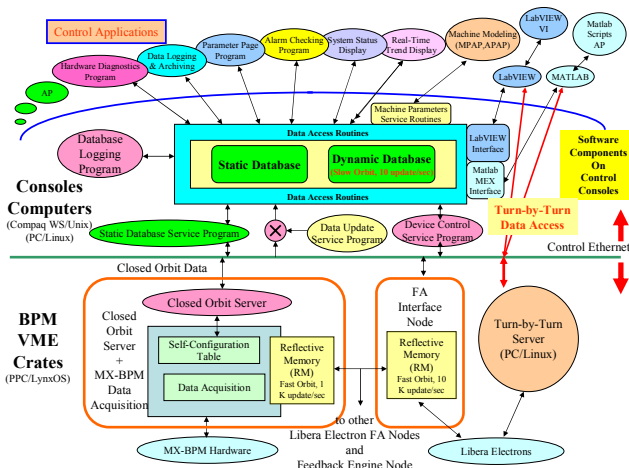 Control Applications
Hardware Diagnostics
Program
Data Logging
& Archiving
Parameter Page
Program
Alarm Checking
Program
System Status
Display
Real-Time
Trend Display
Machine Modeling
(MPAP,APAP)
LabVIEW
VI
Matlab
Scripts
AP
LabVIEW
MATLAB
AP
Machine Parameters
Service Routines
Database
Logging
Program
Data Access Routines
Static Database
Dynamic Database
(Slow Orbit, 10 update/sec)
Data Access Routines
LabVIEW
Interface
Matlab
MEX
Interface
Software
Components
On
Control
Consoles
Consoles
Computers
(Compaq WS/Unix)
(PC/Linux)
Static Database Service Program
Data Update
Service Program
Device Control
Service Program
Turn-by-Turn
Data Access
Control Ethernet
Closed Orbit Data
BPM
VME
Crates
(PPC/LynxOS)
Closed
Orbit
Server
+
MX-BPM
Data
Acquisition
Closed Orbit Server
Self-Configuration
Table
Data Acquisition
Reflective
Memory
(RM)
Fast Orbit, 1
K update/sec
FA
Interface
Node
Reflective
Memory
(RM)
Fast Orbit, 10
K update/sec
Turn-by-Turn
Server
(PC/Linux)
to other
Libera Electron FA Nodes
and
Feedback Engine Node
MX-BPM Hardware
Libera Electrons